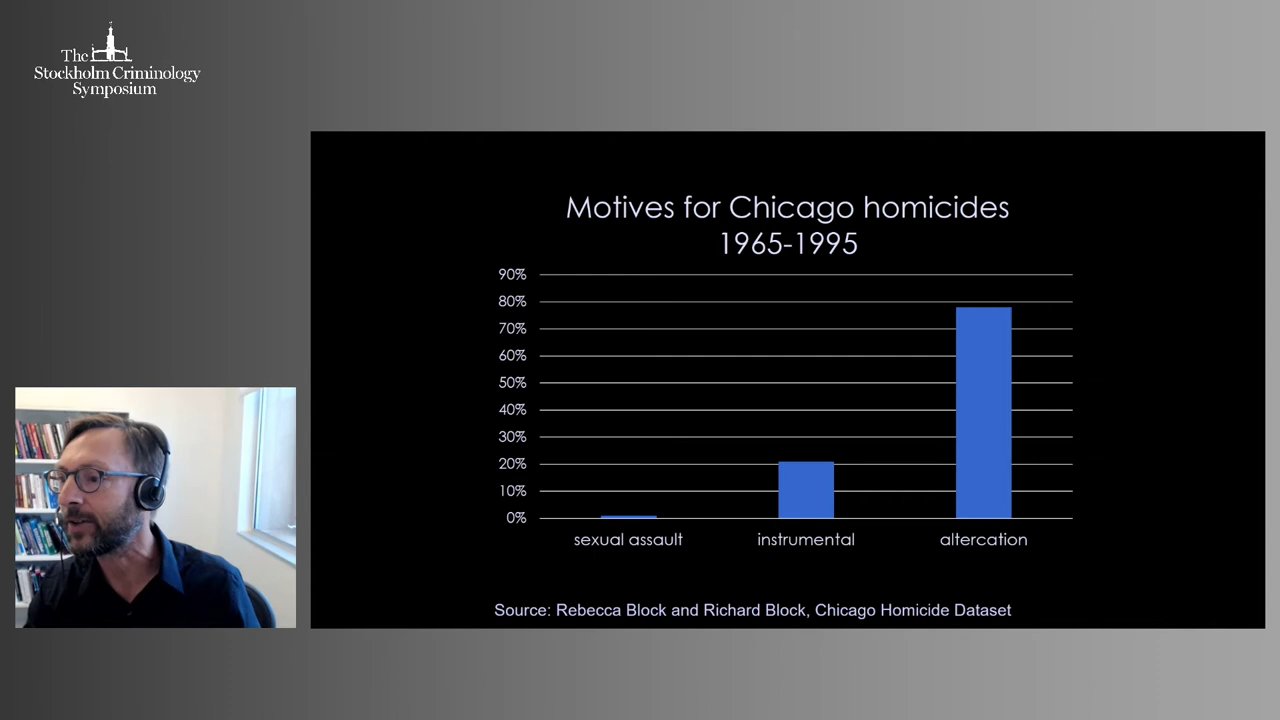 The
Stockholm Criminology
Symposium
Motives for Chicago homicides
1965-1995
90%
80%
70%
60%
50%
40%
30%
20%
10%
0%
sexual assault
instrumental
altercation
Source: Rebecca Block and Richard Block, Chicago Homicide Dataset